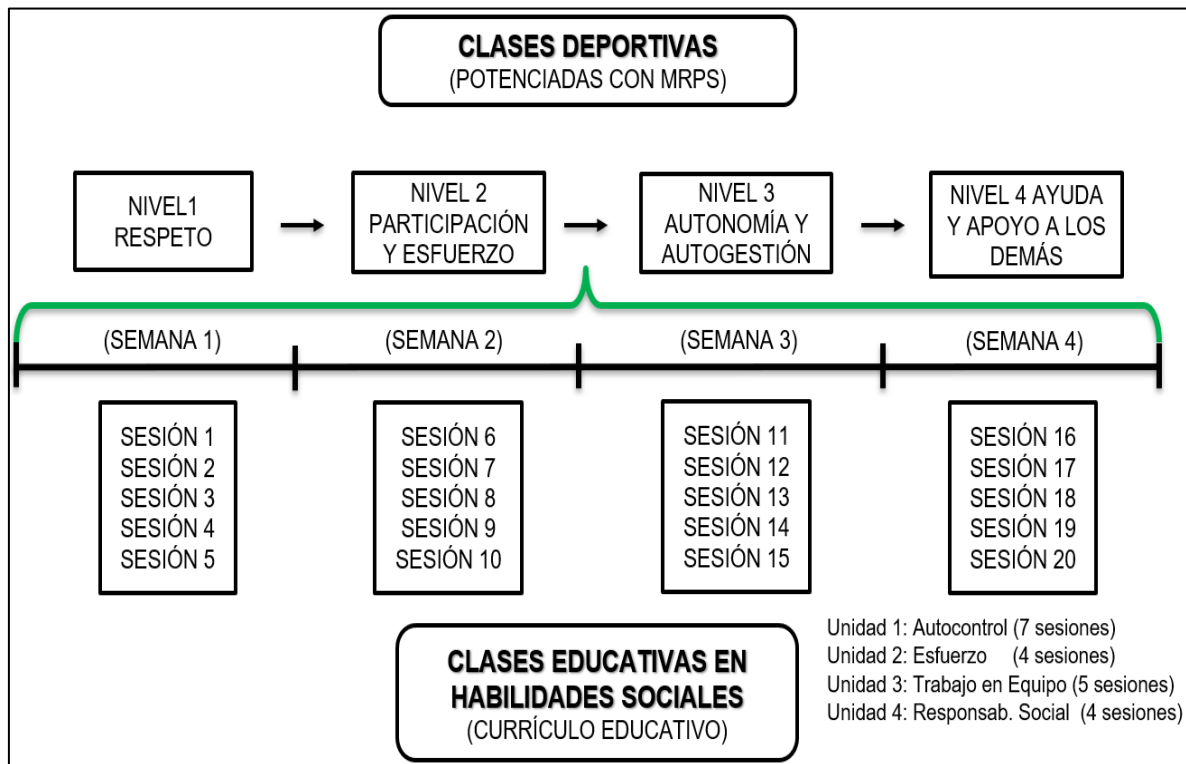 CLASES DEPORTIVAS
(POTENCIADAS CON MRPS)
NIVEL1
RESPETO
NIVEL 2
PARTICIPACIÓN
Y ESFUERZO
NIVEL 3
AUTONOMÍA Y
AUTOGESTIÓN
NIVEL 4 AYUDA
Y APOYO A LOS
DEMÁS
(SEMANA 1)
(SEMANA 2)
(SEMANA 3)
(SEMANA 4)
SESIÓN 1
SESIÓN 2
SESIÓN 3
SESIÓN 4
SESIÓN 5
SESIÓN 6
SESIÓN 7
SESIÓN 8
SESIÓN 9
SESIÓN 10
SESIÓN 11
SESIÓN 12
SESIÓN 13
SESIÓN 14
SESIÓN 15
SESIÓN 16
SESIÓN 17
SESIÓN 18
SESIÓN 19
SESIÓN 20
CLASES EDUCATIVAS EN
HABILIDADES SOCIALES
(CURRÍCULO EDUCATIVO)
Unidad 1: Autocontrol (7 sesiones)
Unidad 2: Esfuerzo (4 sesiones)
Unidad 3: Trabajo en Equipo (5 sesiones)
Unidad 4: Responsab. Social (4 sesiones)